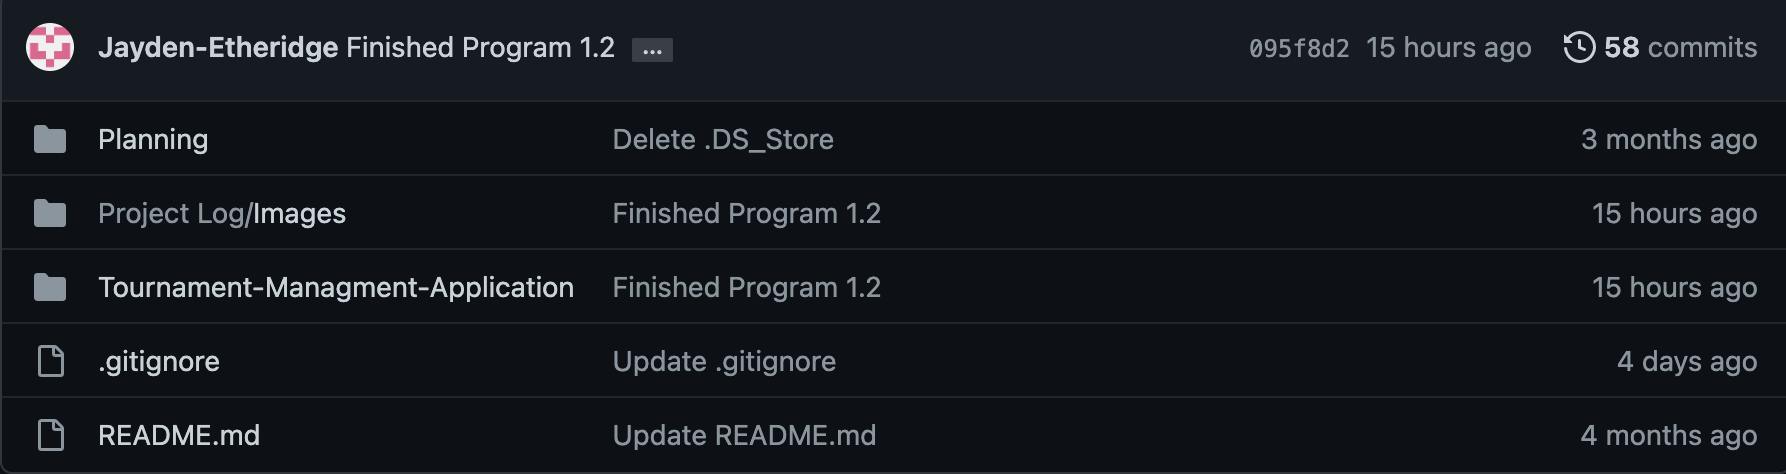 Jayden-Etheridge Finished Program 1.2 ... 095f8d2 15 hours ago 58 commits
Planning Delete .DS_Store 3 months ago
Project Log/Images Finished Program 1.2 15 hours ago
Tournament-Managment-Application Finished Program 1.2 15 hours ago
.gitignore Update .gitignore 4 days ago
README.md Update README.md 4 months ago